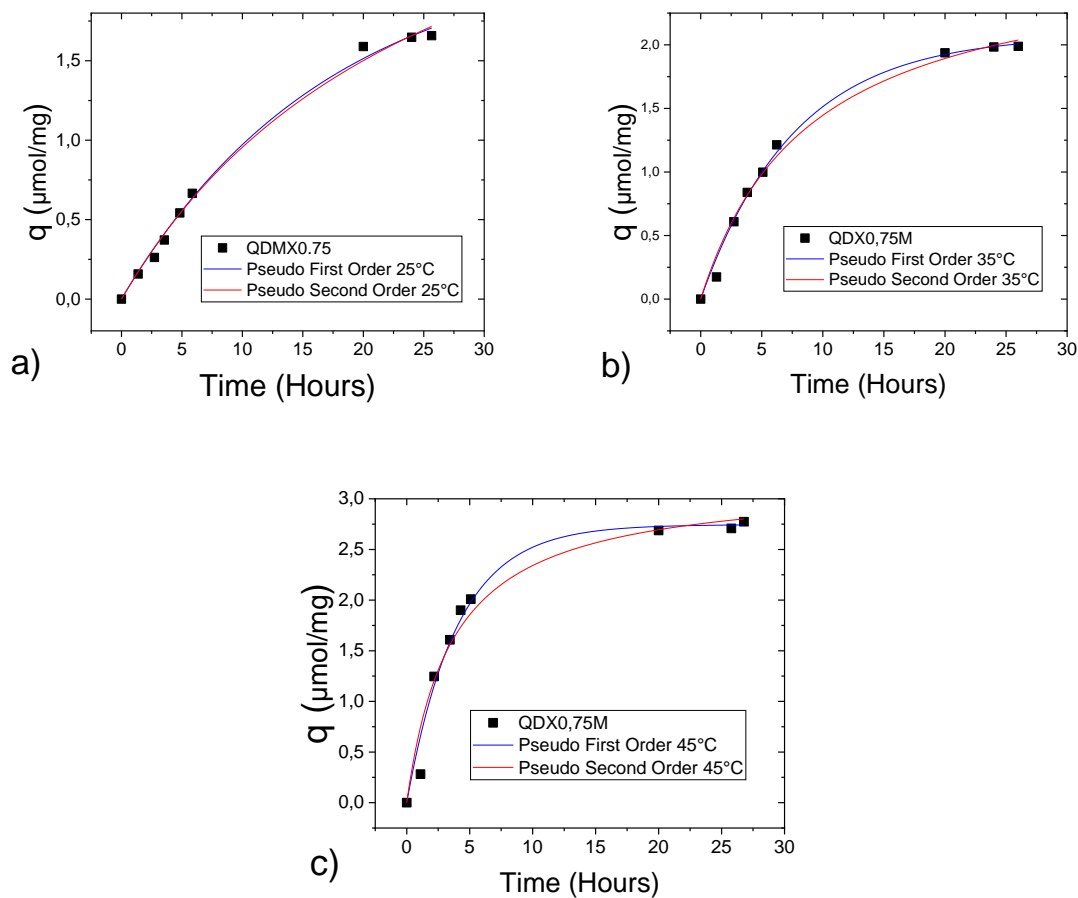 1,5
1,0
0,5
0,0
q (µmol/mg)
QDMX0.75
Pseudo First Order 25°C
Pseudo Second Order 25°C
0 5 10 15 20 25 30
Time (Hours)
a)
2,0
1,5
1,0
0,5
0,0
q (µmol/mg)
QDX0,75M
Pseudo First Order 35°C
Pseudo Second Order 35°C
0 5 10 15 20 25 30
Time (Hours)
b)
3,0
2,5
2,0
1,5
1,0
0,5
0,0
q (µmol/mg)
QDX0,75M
Pseudo First Order 45°C
Pseudo Second Order 45°C
0 5 10 15 20 25 30
Time (Hours)
c)